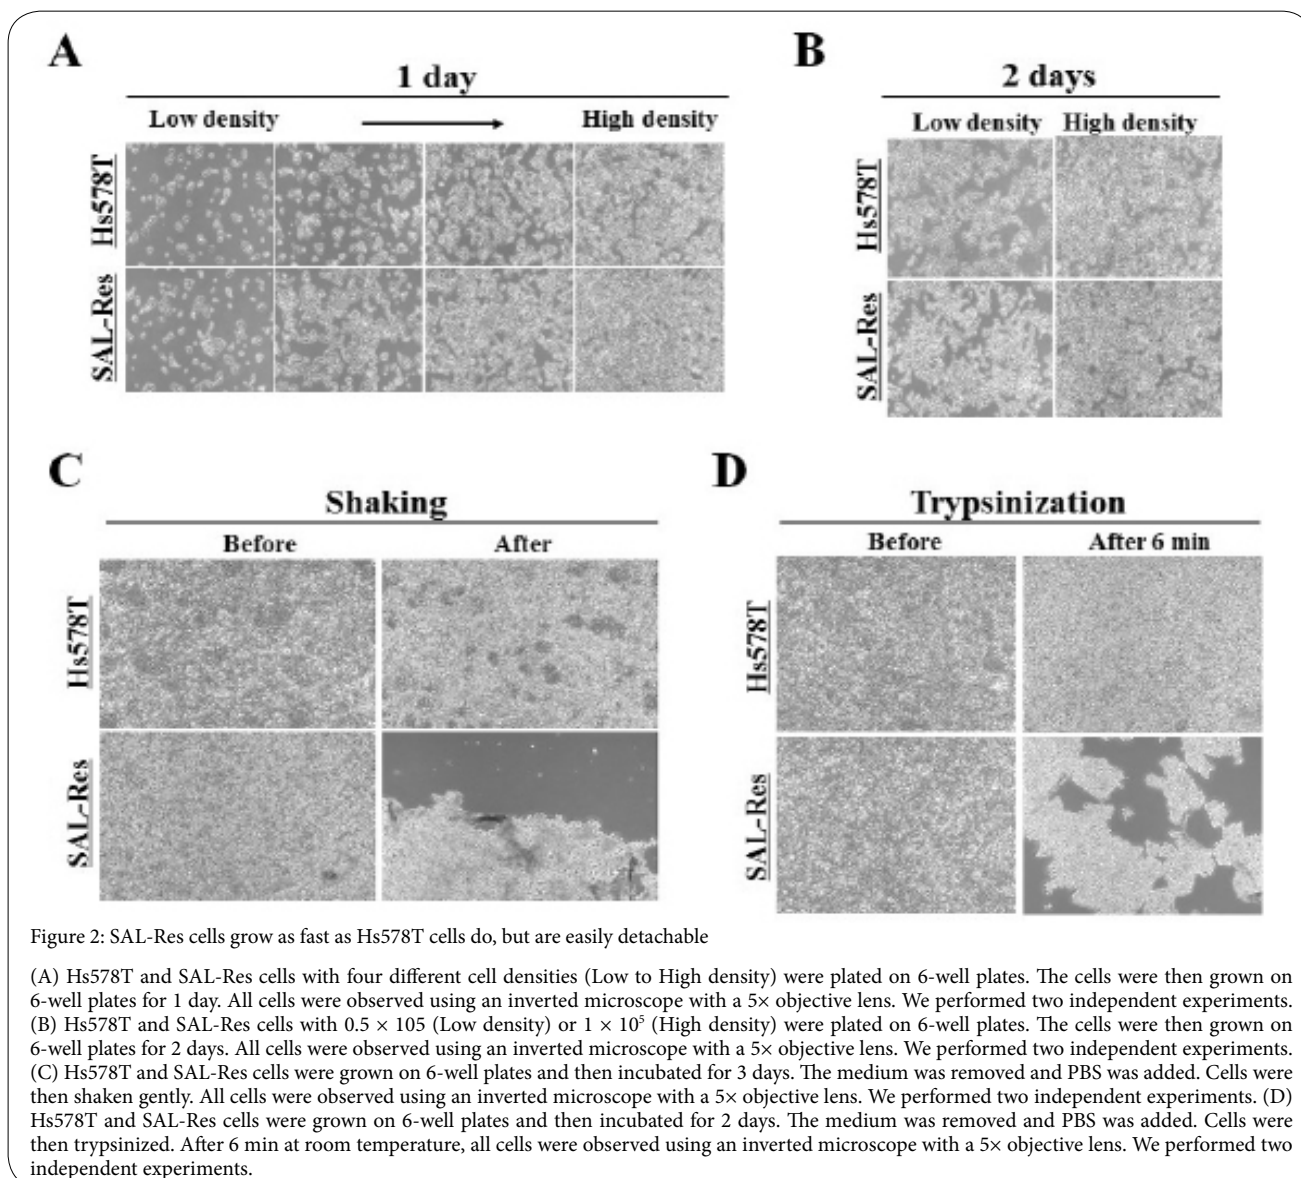 A
1 day
Low density
High density
Hs578T
SAL-Res
B
2 days
Low density High density
Hs578T
SAL-Res
C
Shaking
Before After
Hs578T
SAL-Res
D
Trypsinization
Before After 6 min
Hs578T
SAL-Res
Figure 2: SAL-Res cells grow as fast as Hs578T cells do, but are easily detachable
(A) Hs578T and SAL-Res cells with four different cell densities (Low to High density) were plated on 6-well plates. The cells were then grown on
6-well plates for 1 day. All cells were observed using an inverted microscope with a 5× objective lens. We performed two independent experiments.
(B) Hs578T and SAL-Res cells with 0.5 × 105 (Low density) or 1 × 10⁵ (High density) were plated on 6-well plates. The cells were then grown on
6-well plates for 2 days. All cells were observed using an inverted microscope with a 5× objective lens. We performed two independent experiments.
(C) Hs578T and SAL-Res cells were grown on 6-well plates and then incubated for 3 days. The medium was removed and PBS was added. Cells were
then shaken gently. All cells were observed using an inverted microscope with a 5× objective lens. We performed two independent experiments. (D)
Hs578T and SAL-Res cells were grown on 6-well plates and then incubated for 2 days. The medium was removed and PBS was added. Cells were
then trypsinized. After 6 min at room temperature, all cells were observed using an inverted microscope with a 5× objective lens. We performed two
independent experiments.